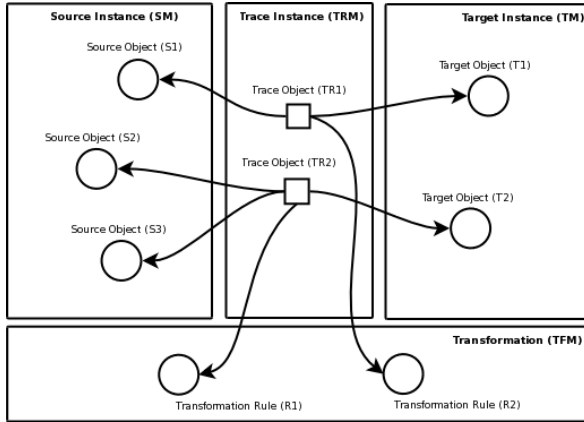 Source Instance (SM)
Trace Instance (TRM)
Target Instance (TM)
Source Object (S1)
Target Object (T1)
Trace Object (TR1)
Source Object (S2)
Trace Object (TR2)
Target Object (T2)
Source Object (S3)
Transformation (TFM)
Transformation Rule (R1)
Transformation Rule (R2)